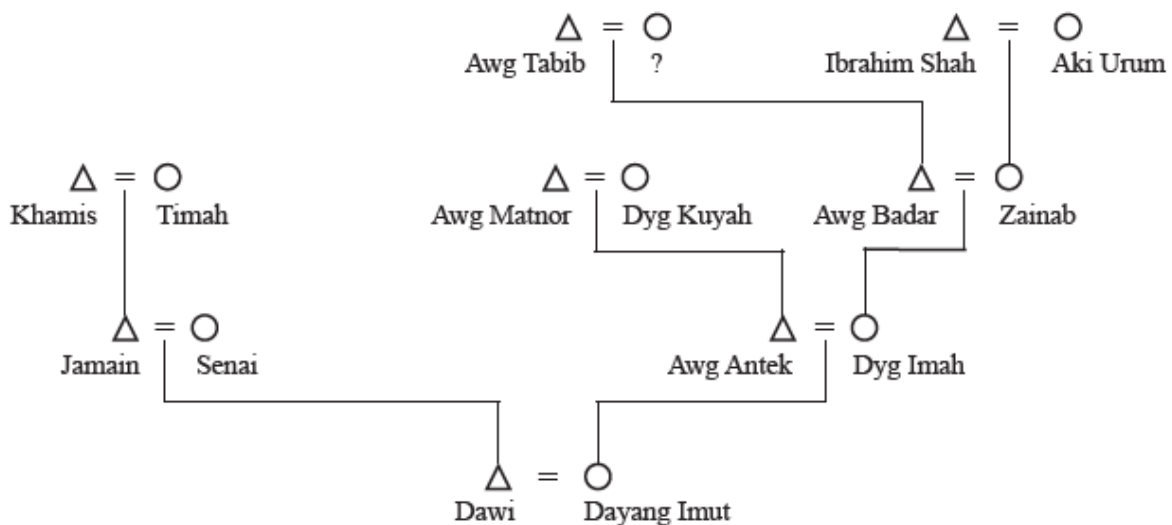 Awg Tabib ? Ibrahim Shah Aki Urum
Khamis Timah Awg Matnor Dyg Kuyah Awg Badar Zainab
Jamain Senai Awg Antek Dyg Imah
Dawi Dayang Imut